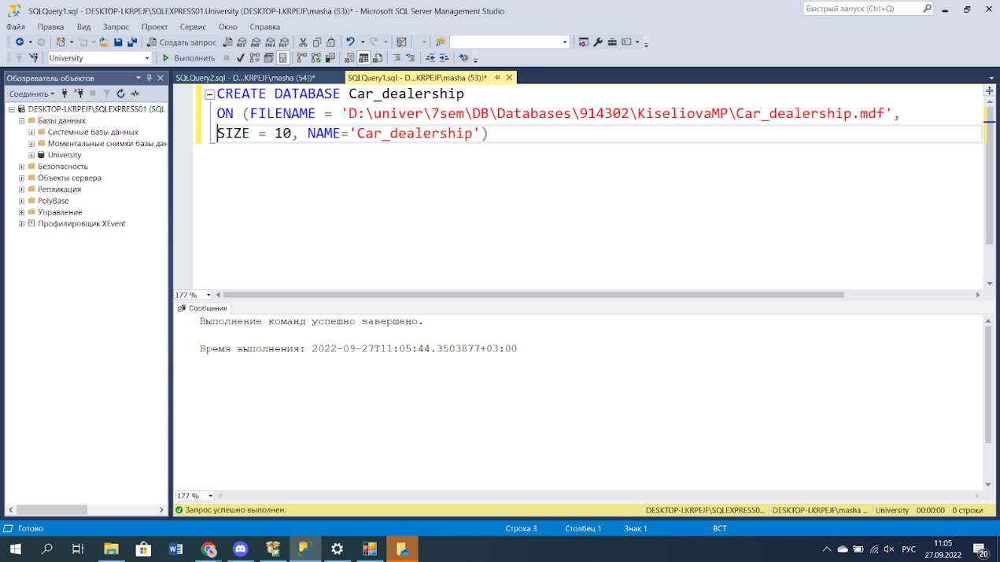 SQLQuery1.sql - DESKTOP-LKRPEJF\SQLEXPRESS01.University (DESKTOP-LKRPEJF\masha (53))* - Microsoft SQL Server Management Studio
Быстрый запуск (Ctrl+Q)
Файл Правка Вид Запрос Проект Сервис Окно Справка
Создать запрос
University
Выполнить
Обозреватель объектов
SQLQuery2.sql - D...KRPEJF\masha (54))*
SQLQuery1.sql - D...KRPEJF\masha (53))*
Соединить
DESKTOP-LKRPEJF\SQLEXPRESS01 (SQL
Базы данных
Системные базы данных
Моментальные снимки базы дан
University
Безопасность
Объекты сервера
Репликация
PolyBase
Управление
Профилировщик XEvent
CREATE DATABASE Car_dealership
ON (FILENAME = 'D:\univer\7sem\DB\Databases\914302\KiseliovaMP\Car_dealership.mdf',
SIZE = 10, NAME='Car_dealership')
177 %
Сообщения
Выполнение команд успешно завершено.
Время выполнения: 2022-09-27T11:05:44.3503877+03:00
177 %
Запрос успешно выполнен.
DESKTOP-LKRPEJF\SQLEXPRESS0... DESKTOP-LKRPEJF\masha ... University 00:00:00 0 строки
Готово
Строка 3 Столбец 1 Знак 1 ВСТ
РУС
11:05
27.09.2022
20